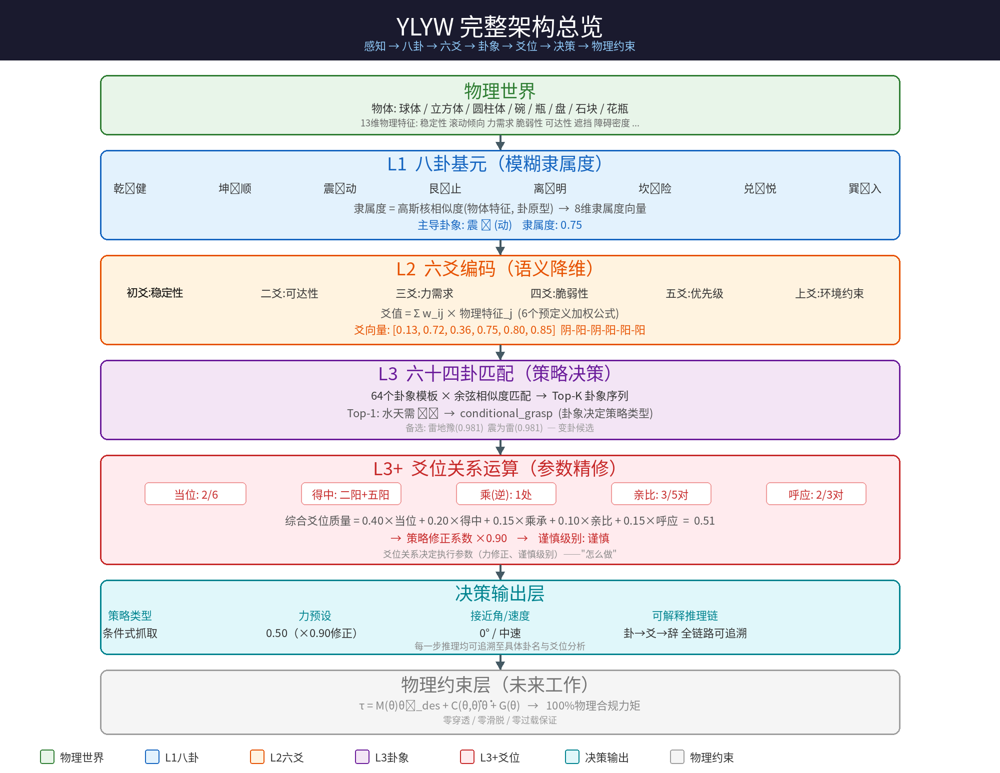 YLYW 完整架构总览
感知 → 八卦 → 六爻 → 卦象 → 爻位 → 决策 → 物理约束
物理世界
物体: 球体 / 立方体 / 圆柱体 / 碗 / 瓶 / 盘 / 石块 / 花瓶
13维物理特征: 稳定性 滚动倾向 力需求 脆弱性 可达性 遮挡 障碍密度 ...
L1 八卦基元（模糊隶属度）
乾健 坤顺 震动 艮止 离明 坎险 兑悦 巽入
隶属度 = 高斯核相似度(物体特征, 卦原型) → 8维隶属度向量
主导卦象: 震 (动) 隶属度: 0.75
L2 六爻编码（语义降维）
初爻:稳定性 二爻:可达性 三爻:力需求 四爻:脆弱性 五爻:优先级 上爻:环境约束
爻值 = Σ w_ij × 物理特征_j (6个预定义加权公式)
爻向量: [0.13, 0.72, 0.36, 0.75, 0.80, 0.85] 阴-阳-阴-阳-阳-阳
L3 六十四卦匹配（策略决策）
64个卦象模板 × 余弦相似度匹配 → Top-K 卦象序列
Top-1: 水天需 → conditional_grasp (卦象决定策略类型)
备选: 雷地豫(0.981) 震为雷(0.981) — 变卦候选
L3+ 爻位关系运算（参数精修）
当位: 2/6 得中: 二阳+五阳 乘(逆): 1处 亲比: 3/5对 呼应: 2/3对
综合爻位质量 = 0.40×当位 + 0.20×得中 + 0.15×乘承 + 0.10×亲比 + 0.15×呼应 = 0.51
→ 策略修正系数 ×0.90 → 谨慎级别: 谨慎
爻位关系决定执行参数（力修正、谨慎级别）——"怎么做"
决策输出层
策略类型 力预设 接近角/速度 可解释推理链
条件式抓取 0.50（×0.90修正） 0° / 中速 卦→爻→辞 全链路可追溯
每一步推理均可追溯至具体卦名与爻位分析
物理约束层（未来工作）
τ = M(θ)θ_des + C(θ,θ̇)θ̇ + G(θ) → 100%物理合规力矩
零穿透 / 零滑脱 / 零过载保证
物理世界 L1八卦 L2六爻 L3卦象 L3+爻位 决策输出 物理约束